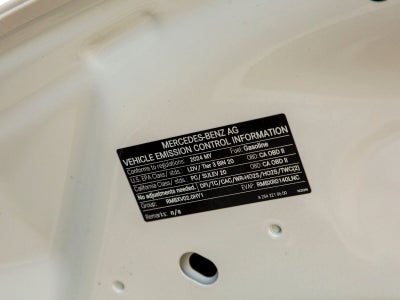 MERCEDES-BENZ AG
VEHICLE EMISSION CONTROL INFORMATION
Conforms to regulations: 2024 MY Fuel: Gasoline
U.S. EPA Class/ stds: LDV / Tier 3 BIN 20 OBD: CA OBD II
California Class/ stds: PC/ SULEV 20 OBD: CA OBD II
No adjustments needed. DFI/TC/CAC/WR-HO2S/HO2S/TWC(2)
Group: RMBXV02.0HY1 EVAP: RMBXR0140LNC
Remarks: n/a